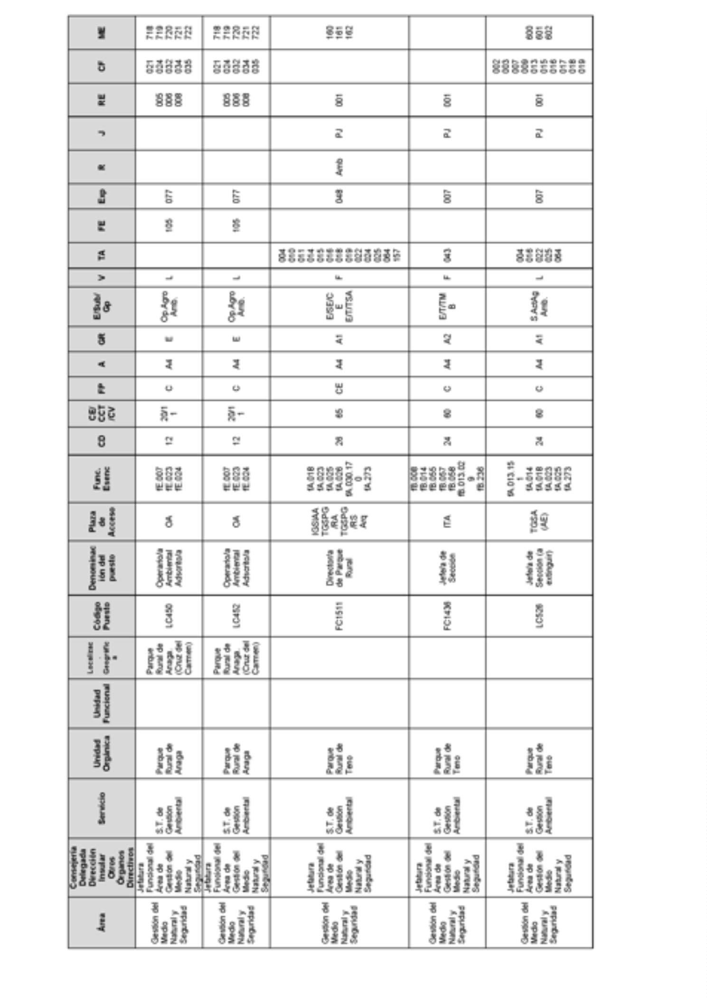 Área
Consejería
Delegada
Dirección
Insular
Otros
Órganos
Directivos
Servicio
Unidad
Orgánica
Unidad
Funcional
Localizac
.
Geográfic
a
Código
Puesto
Denominac
ión del
puesto
Plaza
de
Acceso
Func.
Esenc
CD
CE/
CCT
/CV
FP
A
GR
E/Sub/
Gp
V
TA
FE
Exp
R
J
RE
CF
ME
Gestión del
Medio
Natural y
Seguridad
Jefatura
Funcional del
Área de
Gestión del
Medio
Natural y
Seguridad
S.T. de
Gestión
Ambiental
Parque
Rural de
Anaga
Parque
Rural de
Anaga.
(Cruz del
Carmen)
LC450
Operario/a
Ambiental
Adscrito/a
OA
fE.007
fE.023
fE.024
12
20/1
1
C
A4
E
Op.Agro
Amb.
L
105
077
005
006
008
021
024
032
034
035
718
719
720
721
722
Gestión del
Medio
Natural y
Seguridad
Jefatura
Funcional del
Área de
Gestión del
Medio
Natural y
Seguridad
S.T. de
Gestión
Ambiental
Parque
Rural de
Anaga
Parque
Rural de
Anaga.
(Cruz del
Carmen)
LC452
Operario/a
Ambiental
Adscrito/a
OA
fE.007
fE.023
fE.024
12
20/1
1
C
A4
E
Op.Agro
Amb.
L
105
077
005
006
008
021
024
032
034
035
718
719
720
721
722
Gestión del
Medio
Natural y
Seguridad
Jefatura
Funcional del
Área de
Gestión del
Medio
Natural y
Seguridad
S.T. de
Gestión
Ambiental
Parque
Rural de
Teno
FC1511
Director/a
de Parque
Rural
IGSIAA
TGSPG
/RA
TGSPG
/RS
Arq
fA.018
fA.023
fA.025
fA.026
fA.030.17
0
fA.273
26
65
CE
A4
A1
E/SE/C
E
E/T/TSA
F
004
010
011
014
015
016
018
019
022
024
025
064
157
048
Amb
PJ
001
160
161
162
Gestión del
Medio
Natural y
Seguridad
Jefatura
Funcional del
Área de
Gestión del
Medio
Natural y
Seguridad
S.T. de
Gestión
Ambiental
Parque
Rural de
Teno
FC1436
Jefe/a de
Sección
ITA
fB.008
fB.014
fB.055
fB.057
fB.058
fB.013.02
9
fB.236
24
60
C
A4
A2
E/T/TM
B
F
043
007
PJ
001
Gestión del
Medio
Natural y
Seguridad
Jefatura
Funcional del
Área de
Gestión del
Medio
Natural y
Seguridad
S.T. de
Gestión
Ambiental
Parque
Rural de
Teno
LC526
Jefe/a de
Sección (a
extinguir)
TGSA
(AE)
fA.013.15
1
fA.014
fA.018
fA.023
fA.025
fA.273
24
60
C
A4
A1
S.ActAg
Amb.
L
004
016
022
025
064
007
PJ
001
002
003
007
009
013
015
016
017
018
019
600
601
602